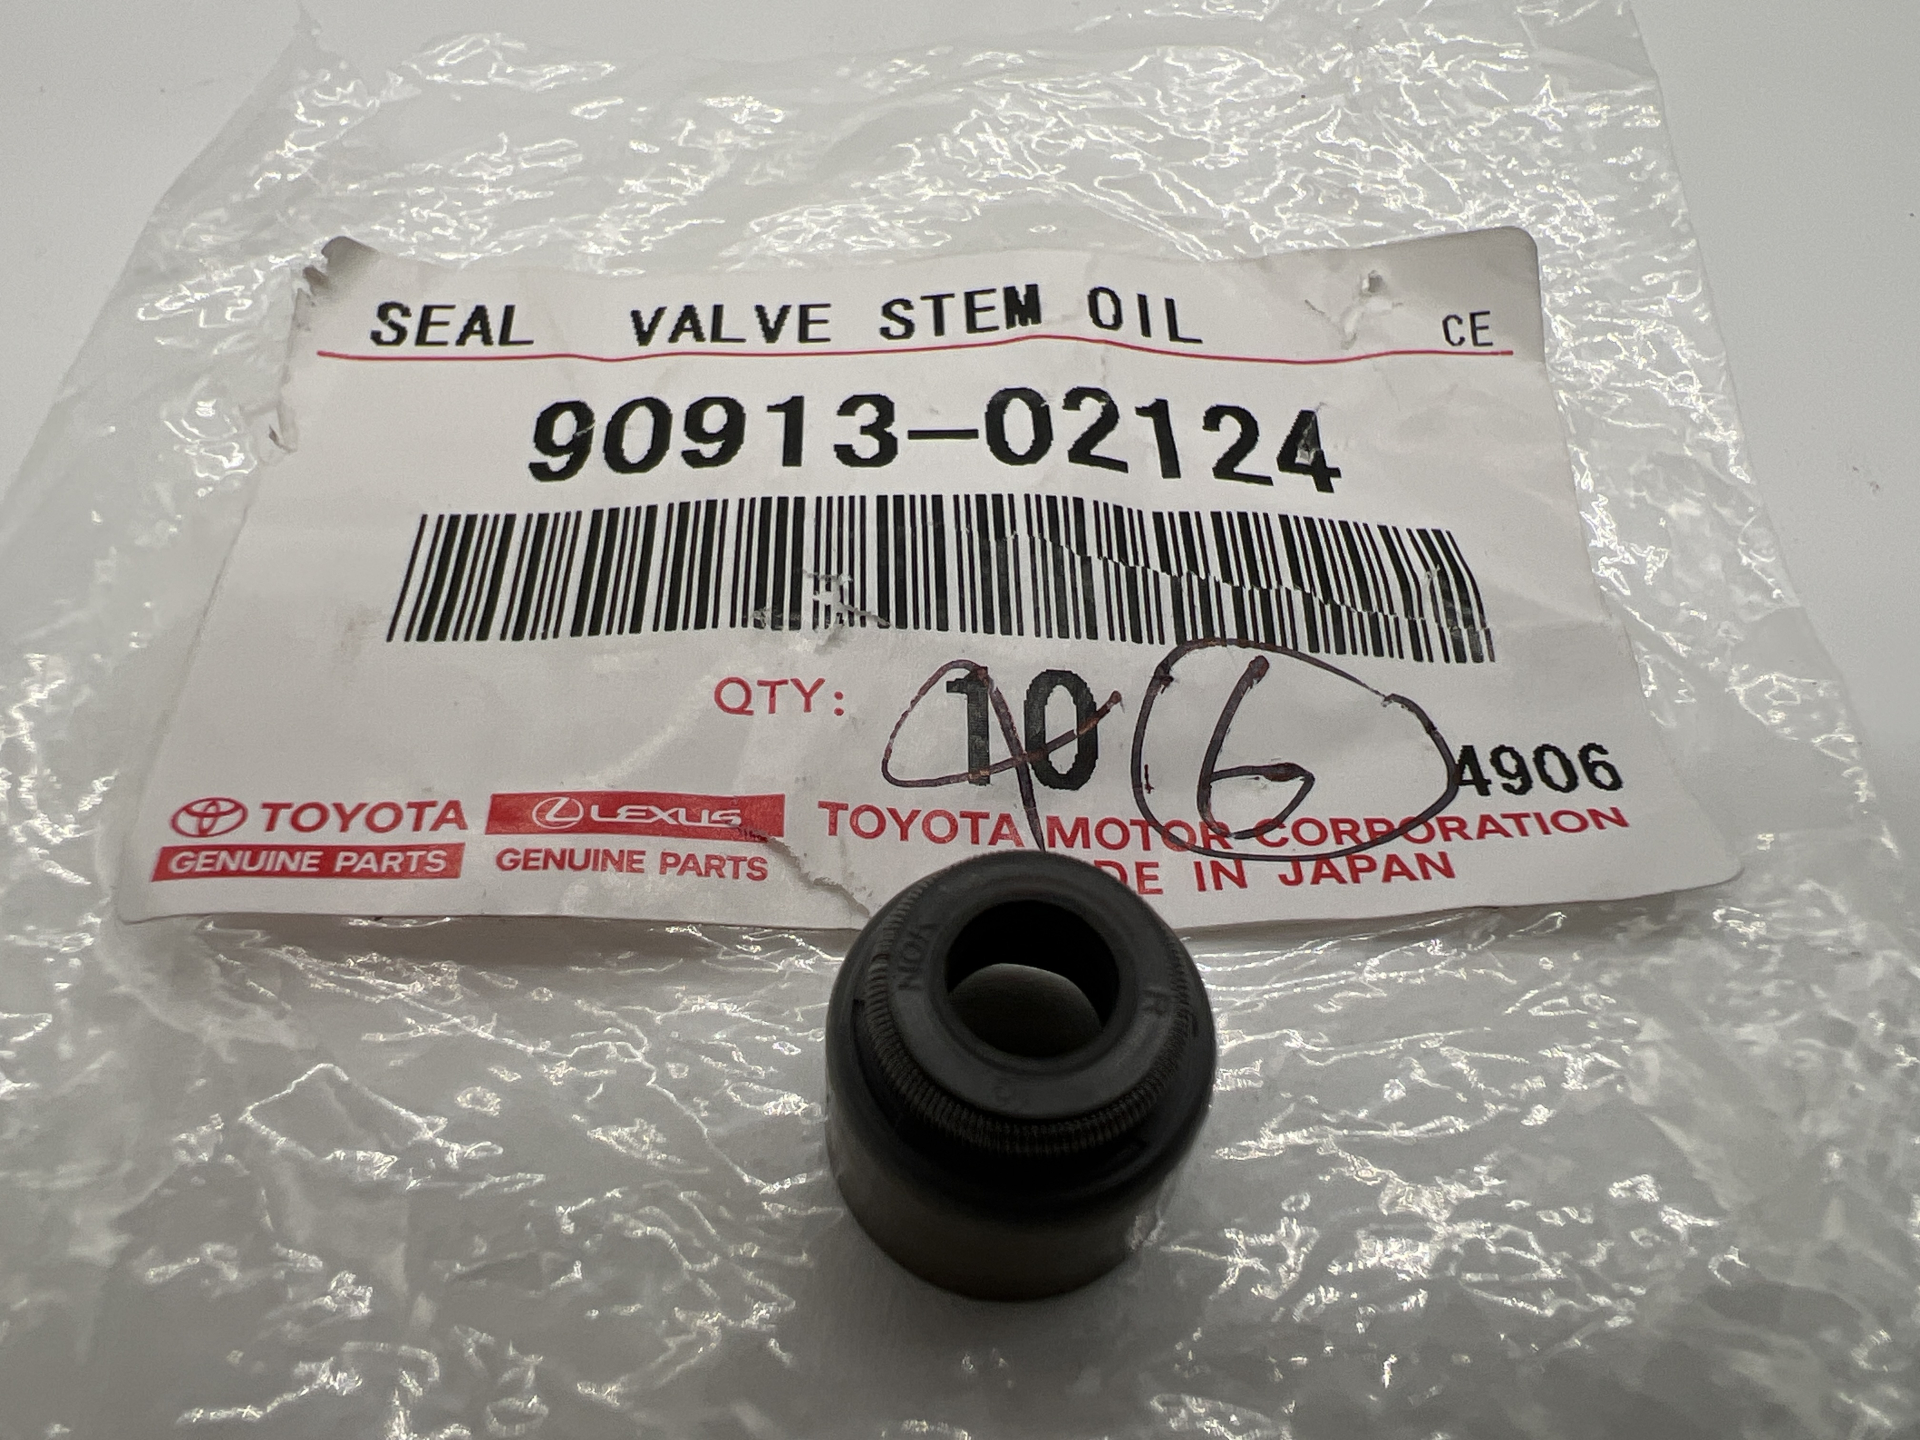 SEAL VALVE STEM OIL CE
90913-02124
QTY: 10 6
4906
TOYOTA LEXUS TOYOTA MOTOR CORPORATION
GENUINE PARTS GENUINE PARTS DE IN JAPAN
NOK R